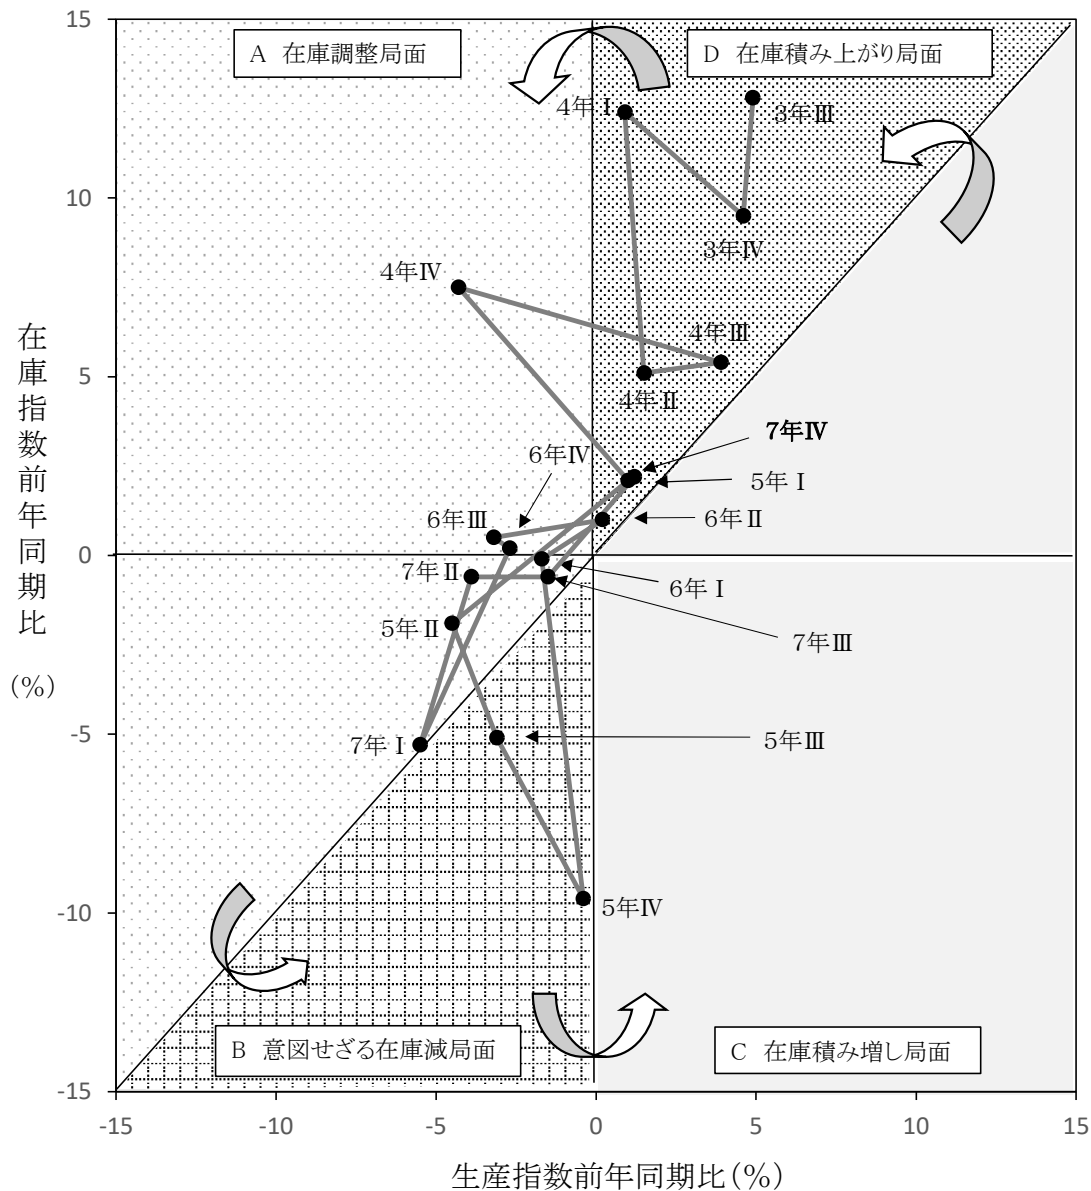 15
A 在庫調整局面
D 在庫積み上がり局面
4年Ⅰ
3年Ⅲ
10
3年Ⅳ
4年Ⅳ
在庫指数前年同期比
(%)
4年Ⅲ
5
4年Ⅱ
7年Ⅳ
6年Ⅳ
5年Ⅰ
6年Ⅲ
6年Ⅱ
0
7年Ⅱ
6年Ⅰ
5年Ⅱ
7年Ⅲ
-5
7年Ⅰ
5年Ⅲ
-10
5年Ⅳ
B 意図せざる在庫減局面
C 在庫積み増し局面
-15
-15 -10 -5 0 5 10 15
生産指数前年同期比(%)